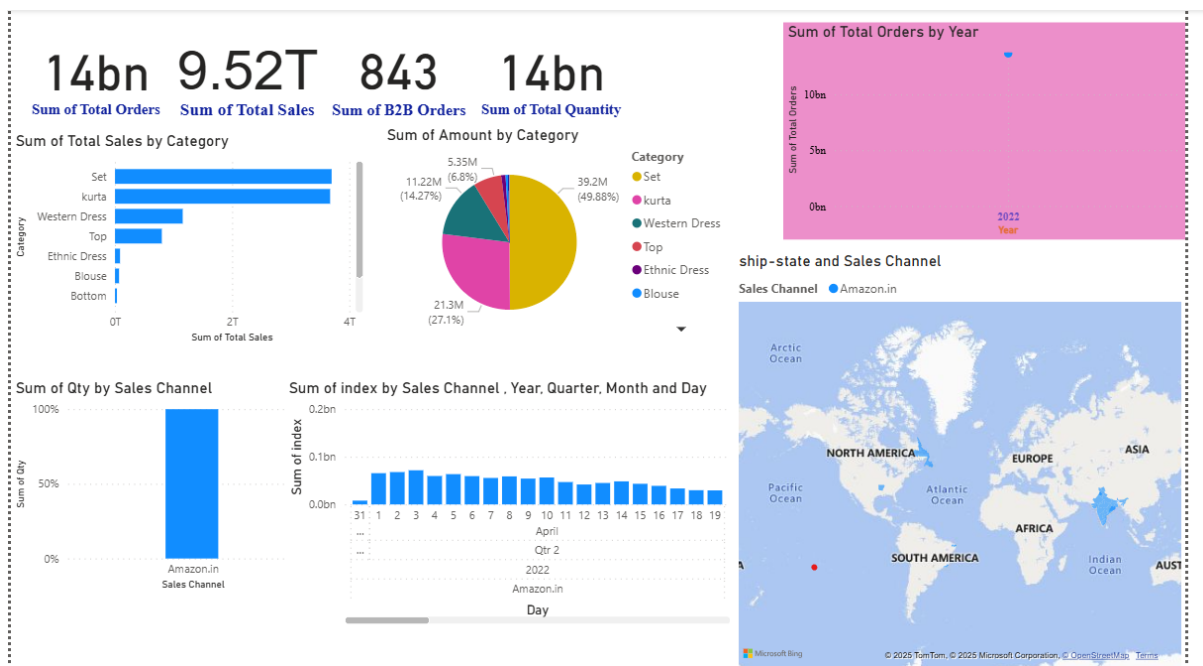 14bn
Sum of Total Orders
9.52T
Sum of Total Sales
843
Sum of B2B Orders
14bn
Sum of Total Quantity
Sum of Total Orders by Year
Sum of Total Orders
10bn
5bn
0bn
2022
Year
Sum of Total Sales by Category
Category
Set
kurta
Western Dress
Top
Ethnic Dress
Blouse
Bottom
0T
2T
4T
Sum of Total Sales
Sum of Amount by Category
5.35M
(6.8%)
11.22M
(14.27%)
39.2M
(49.88%)
21.3M
(27.1%)
Category
Set
kurta
Western Dress
Top
Ethnic Dress
Blouse
ship-state and Sales Channel
Sales Channel
Amazon.in
Arctic
Ocean
NORTH AMERICA
EUROPE
ASIA
Pacific
Ocean
Atlantic
Ocean
AFRICA
SOUTH AMERICA
Indian
Ocean
A
AUST
Microsoft Bing
© 2025 TomTom, © 2025 Microsoft Corporation, © OpenStreetMap Terms
Sum of Qty by Sales Channel
Sum of Qty
100%
50%
0%
Amazon.in
Sales Channel
Sum of index by Sales Channel , Year, Quarter, Month and Day
Sum of index
0.2bn
0.1bn
0.0bn
31 1 2 3 4 5 6 7 8 9 10 11 12 13 14 15 16 17 18 19
... April
... Qtr 2
2022
Amazon.in
Day